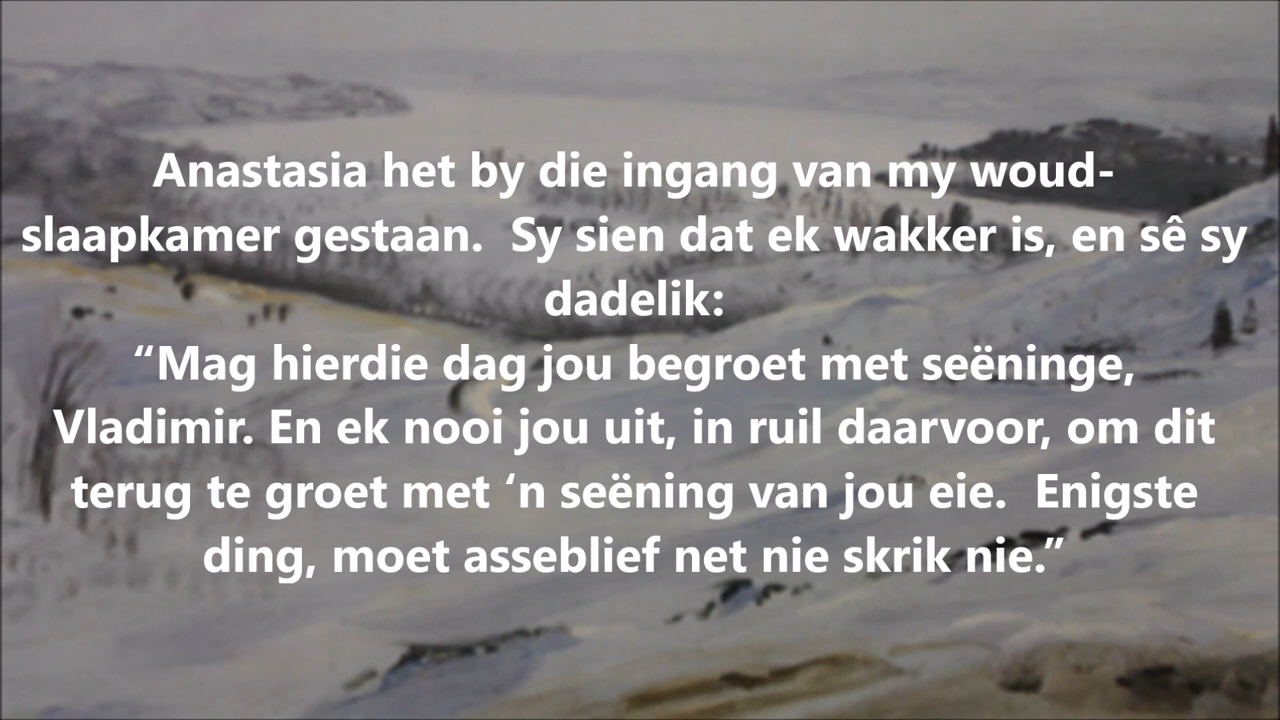 Anastasia het by die ingang van my woud-
slaapkamer gestaan.  Sy sien dat ek wakker is, en sê sy
dadelik:
“Mag hierdie dag jou begroet met seëninge,
Vladimir. En ek nooi jou uit, in ruil daarvoor, om dit
terug te groet met ‘n seëning van jou eie.  Enigste
ding, moet asseblief net nie skrik nie.”